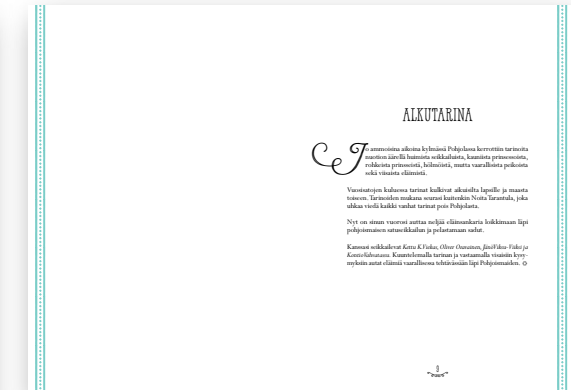 ALKUTARINA
Jo ammoisina aikoina kylmässä Pohjolassa kerrottiin tarinoita
nuotion äärellä huimista seikkailuista, kauniista prinsessoista,
rohkeista prinsseistä, hölmöistä, mutta vaarallisista peikoista
sekä viisaista eläimistä.
Vuosisatojen kuluessa tarinat kulkivat aikuisilta lapsille ja maasta
toiseen. Tarinoiden mukana seurasi kuitenkin Noita Tarantula, joka
uhkaa viedä kaikki vanhat tarinat pois Pohjolasta.
Nyt on sinun vuorosi auttaa neljää eläinsankaria loikkimaan läpi
pohjoismaisen satuseikkailun ja pelastamaan sadut.
Kanssasi seikkailevat Kettu K.Viekas, Oliver Osaavainen, JänöVilusu-Viilex ja
Kuuntelemalla tarinan ja vastaamalla visaisiin kysy-
myksiin autat eläimiä vaarallisessa tehtävässään läpi Pohjoismaiden.
9